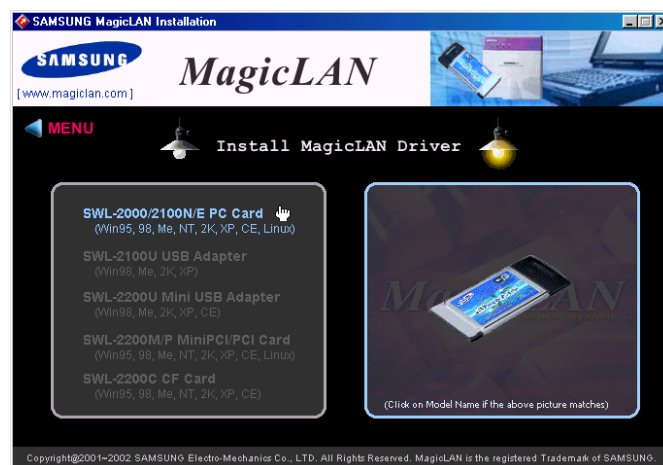 SAMSUNG MagicLAN Installation
SAMSUNG
MagicLAN
[www.magiclan.com]
MENU
Install MagicLAN Driver
SWL-2000/2100N/E PC Card
(Win95, 98, Me, NT, 2K, XP, CE, Linux)
SWL-2100U USB Adapter
(Win98, Me, 2K, XP)
SWL-2200U Mini USB Adapter
(Win98, Me, 2K, XP, CE)
SWL-2200M/P MiniPCI/PCI Card
(Win95, 98, Me, NT, 2K, XP, CE, Linux)
SWL-2200C CF Card
(Win95, 98, Me, NT, 2K, XP, CE)
MagicLAN
(Click on Model Name if the above picture matches)
Copyright@2001~2002 SAMSUNG Electro-Mechanics Co., LTD. All Rights Reserved. MagicLAN is the registered Trademark of SAMSUNG.